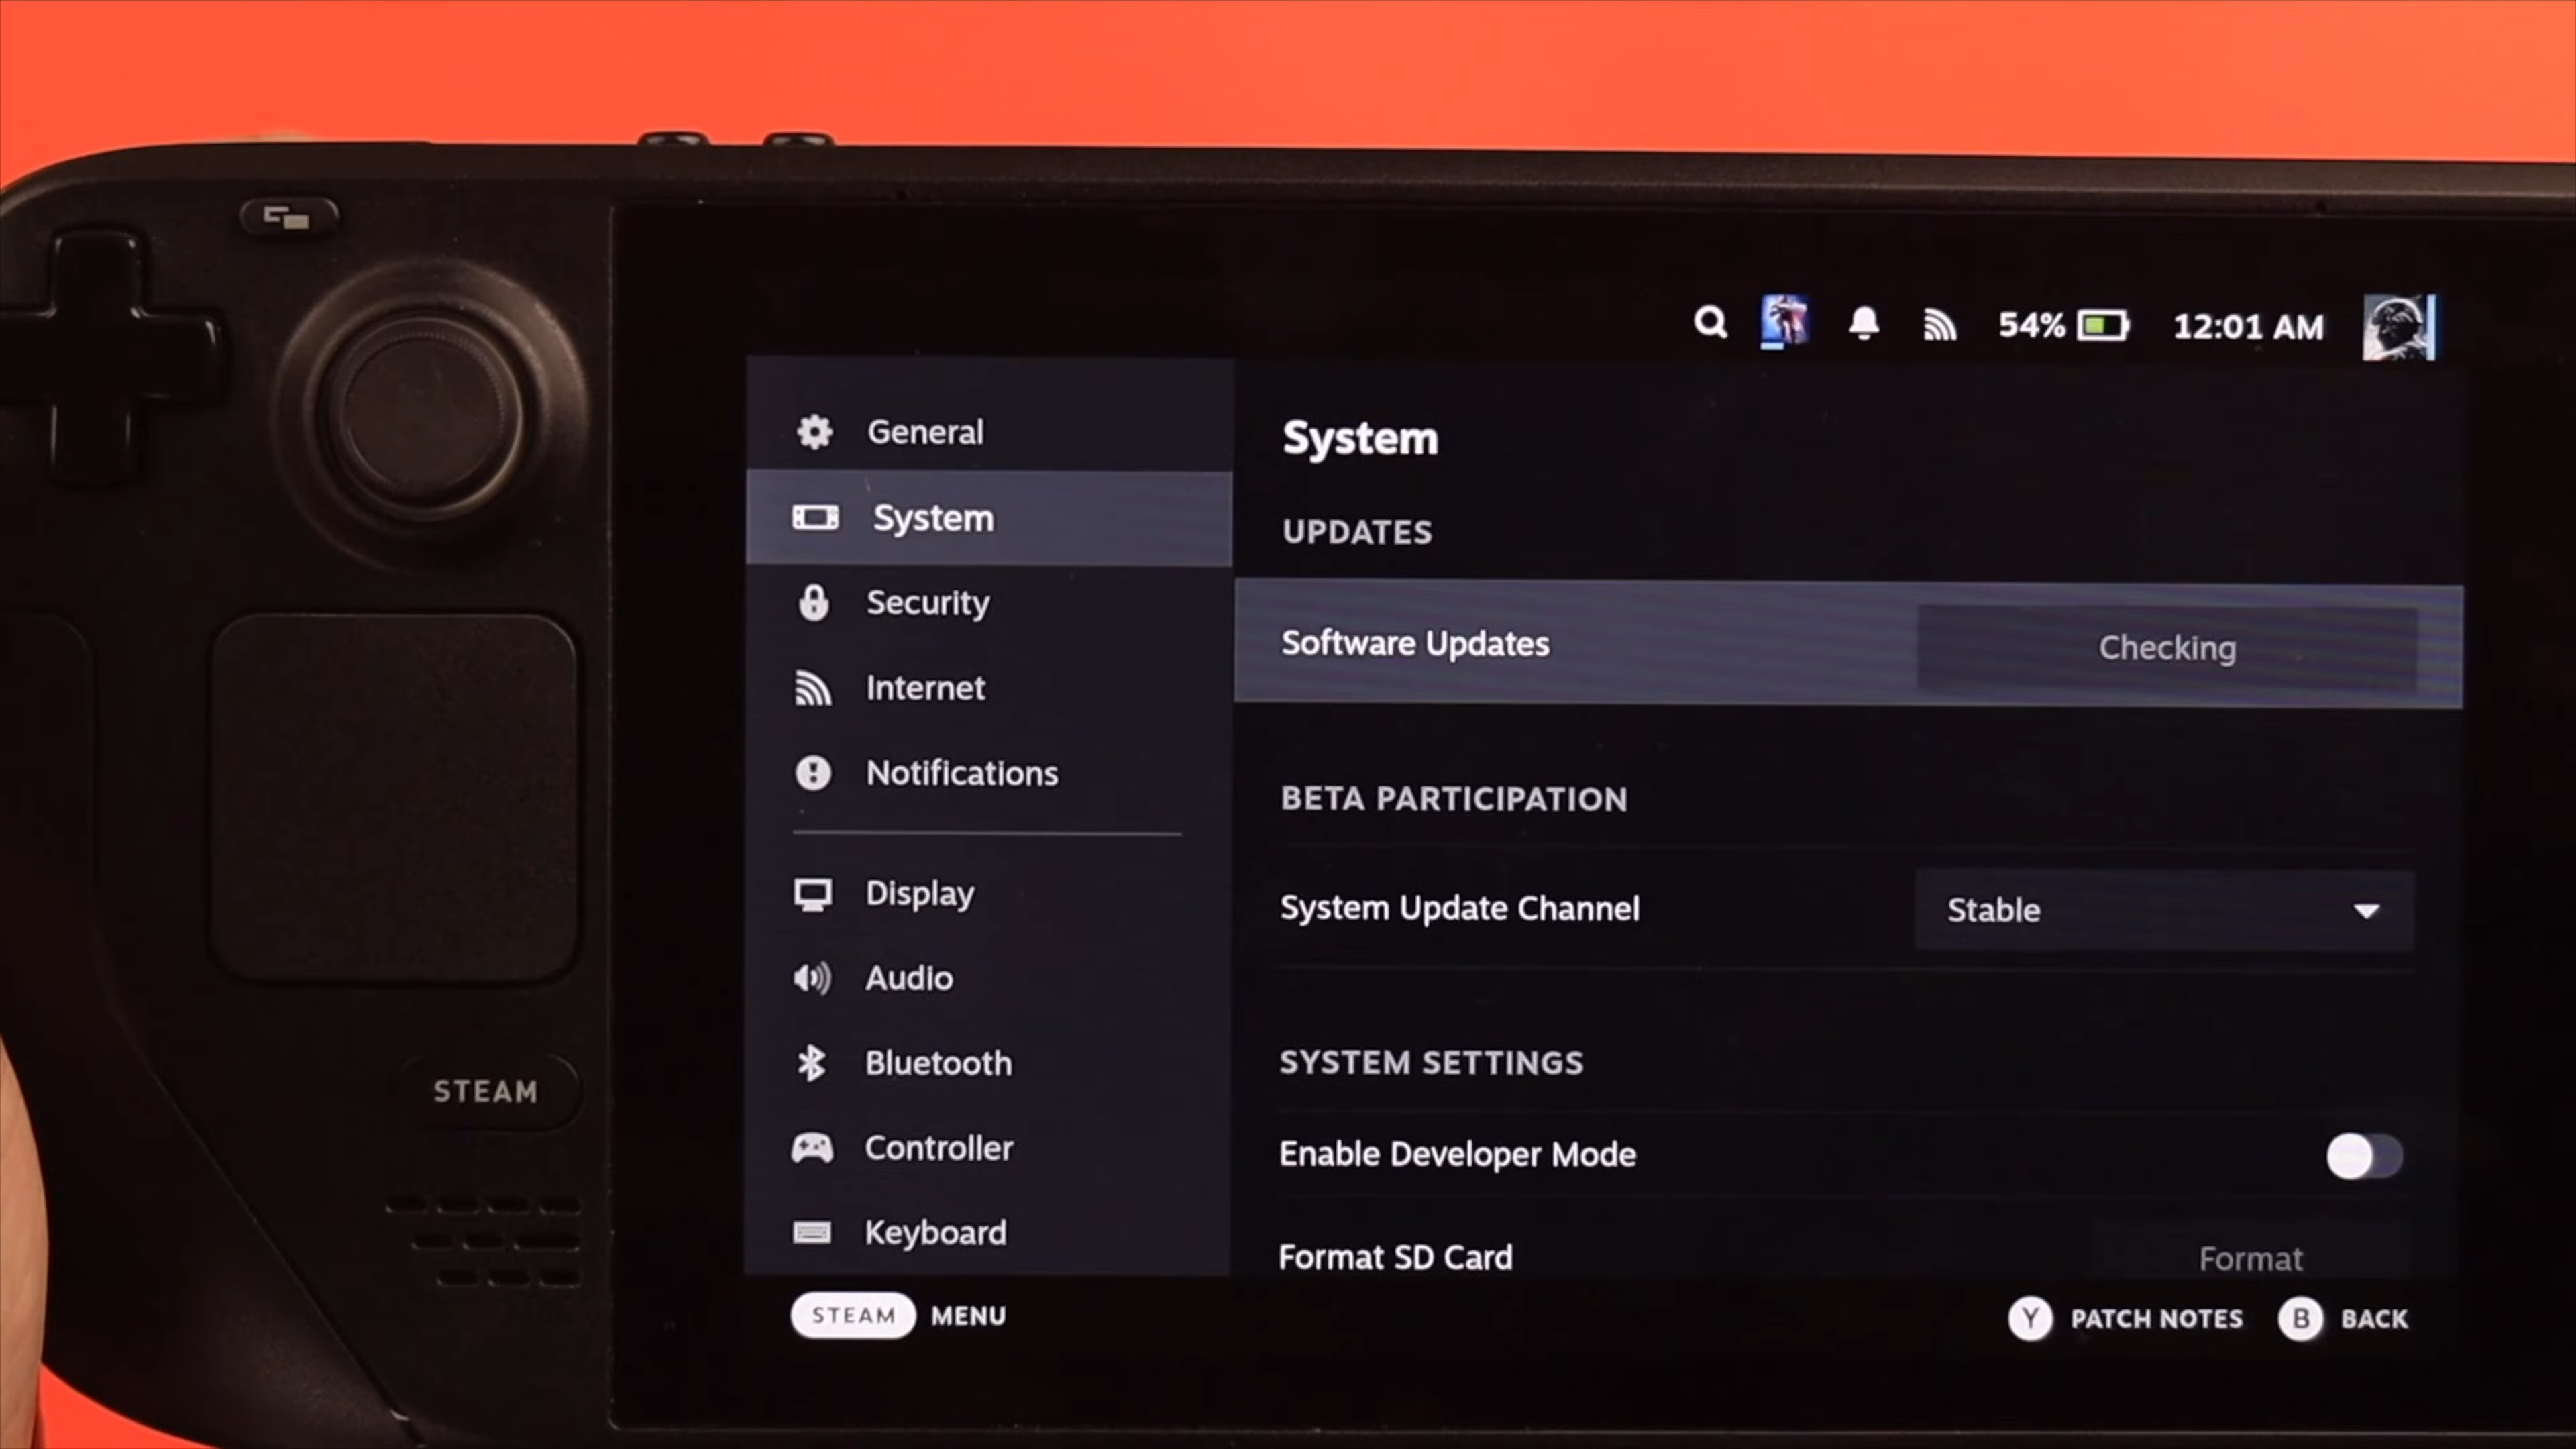 54% 12:01 AM
General
System
Security
Internet
Notifications
Display
Audio
Bluetooth
Controller
Keyboard
System
UPDATES
Software Updates Checking
BETA PARTICIPATION
System Update Channel Stable
SYSTEM SETTINGS
Enable Developer Mode
Format SD Card Format
STEAM
STEAM MENU
Y PATCH NOTES B BACK